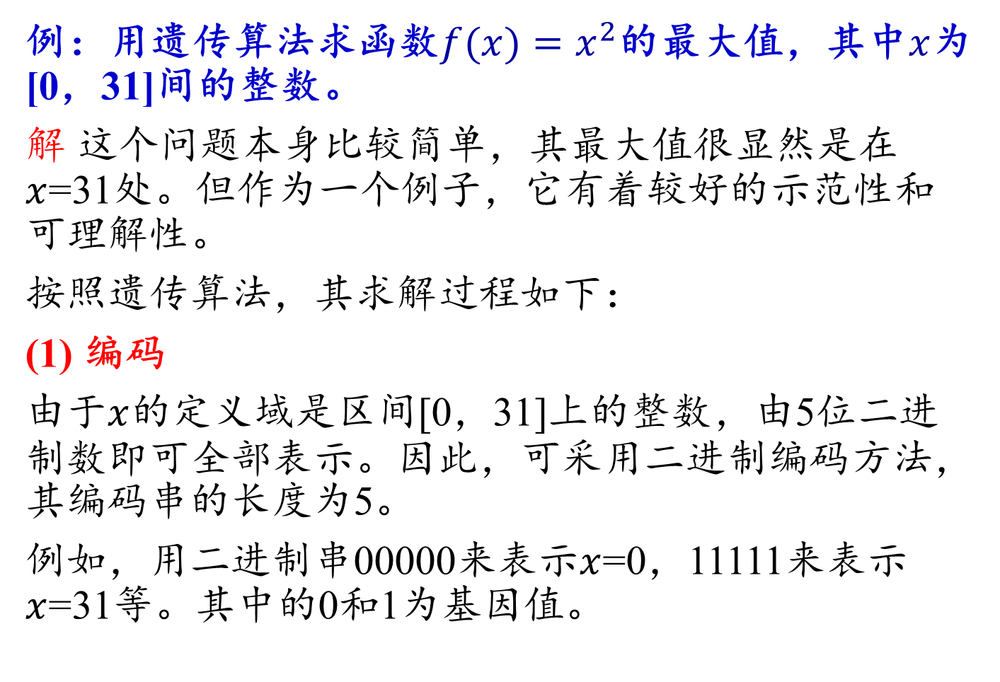 例：用遗传算法求函数f(x) = x²的最大值，其中x为
[0，31]间的整数。
解 这个问题本身比较简单，其最大值很显然是在
x=31处。但作为一个例子，它有着较好的示范性和
可理解性。
按照遗传算法，其求解过程如下：
(1) 编码
由于x的定义域是区间[0，31]上的整数，由5位二进
制数即可全部表示。因此，可采用二进制编码方法，
其编码串的长度为5。
例如，用二进制串00000来表示x=0，11111来表示
x=31等。其中的0和1为基因值。